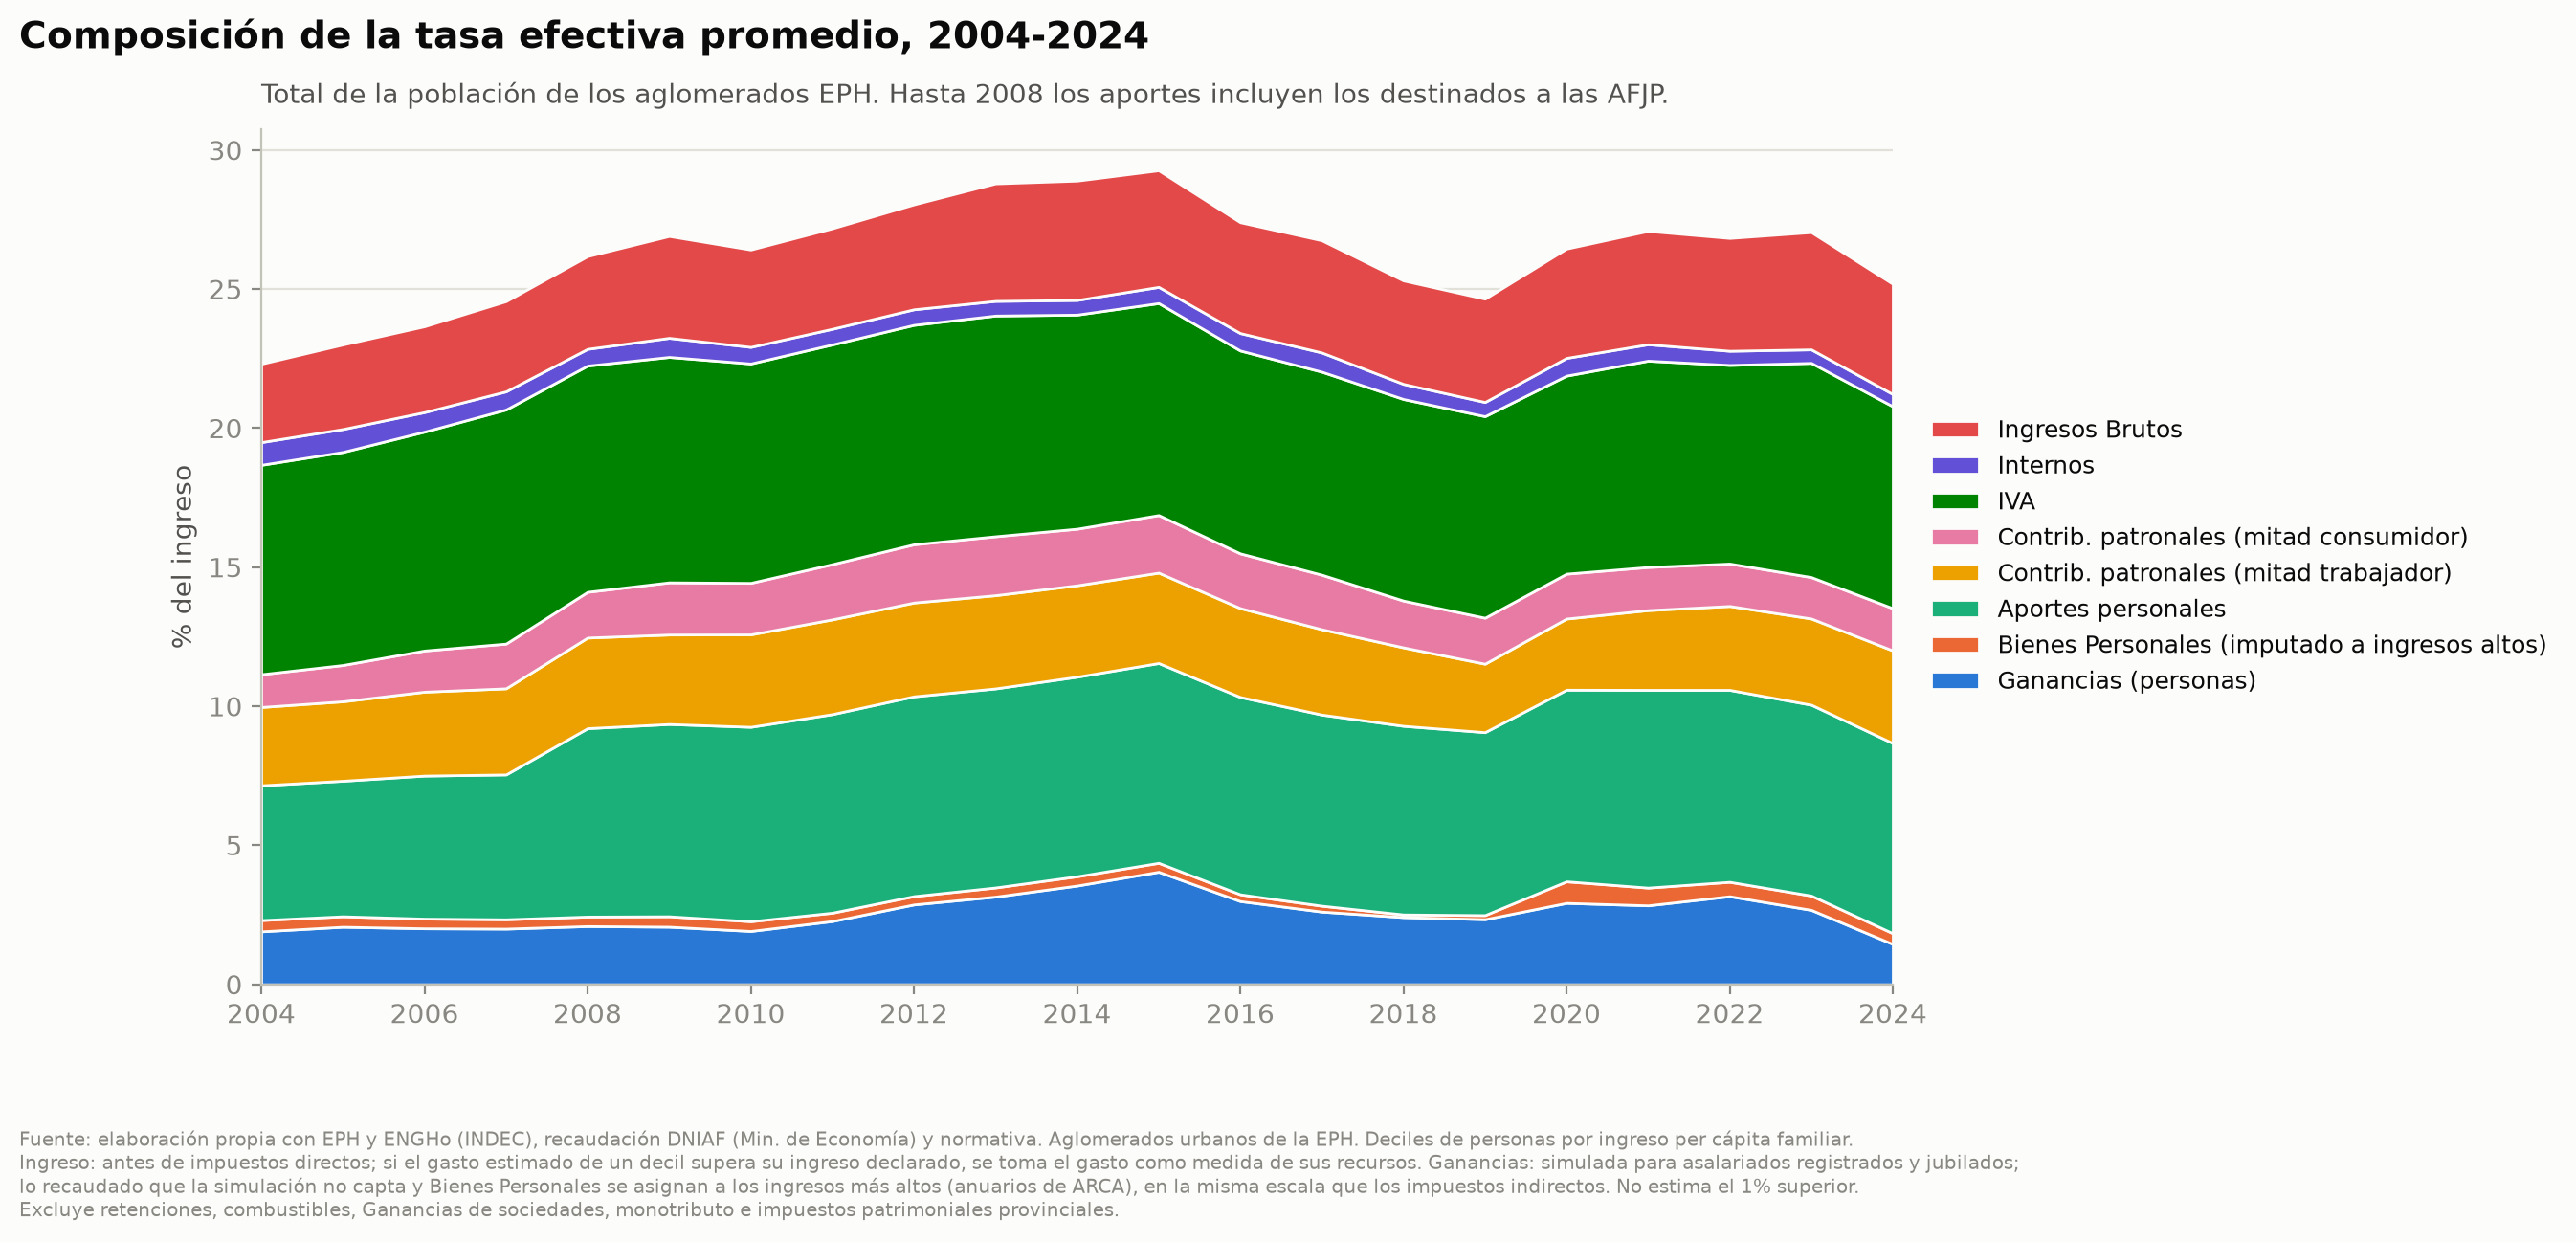 Composición de la tasa efectiva promedio, 2004-2024
Total de la población de los aglomerados EPH. Hasta 2008 los aportes incluyen los destinados a las AFJP.
% del ingreso
30
25
20
15
10
5
0
2004 2006 2008 2010 2012 2014 2016 2018 2020 2022 2024
Ingresos Brutos
Internos
IVA
Contrib. patronales (mitad consumidor)
Contrib. patronales (mitad trabajador)
Aportes personales
Bienes Personales (imputado a ingresos altos)
Ganancias (personas)
Fuente: elaboración propia con EPH y ENGHo (INDEC), recaudación DNIAF (Min. de Economía) y normativa. Aglomerados urbanos de la EPH. Deciles de personas por ingreso per cápita familiar.
Ingreso: antes de impuestos directos; si el gasto estimado de un decil supera su ingreso declarado, se toma el gasto como medida de sus recursos. Ganancias: simulada para asalariados registrados y jubilados;
lo recaudado que la simulación no capta y Bienes Personales se asignan a los ingresos más altos (anuarios de ARCA), en la misma escala que los impuestos indirectos. No estima el 1% superior.
Excluye retenciones, combustibles, Ganancias de sociedades, monotributo e impuestos patrimoniales provinciales.